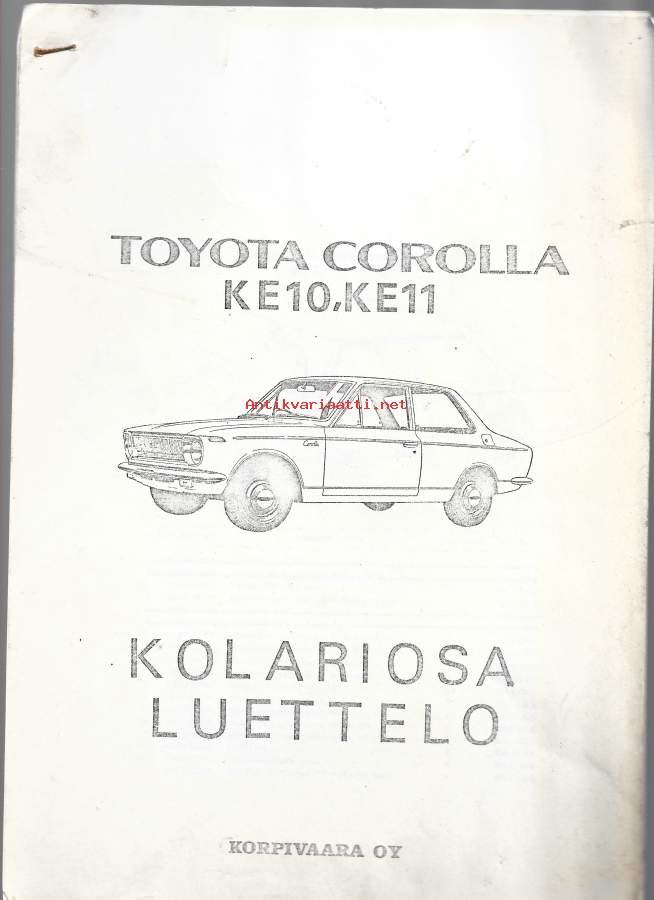 TOYOTA COROLLA
KE10,KE11
Antikvariaatti.net
Corolla
KOLARIOSA
LUETTELO
KORPIVAARA OY